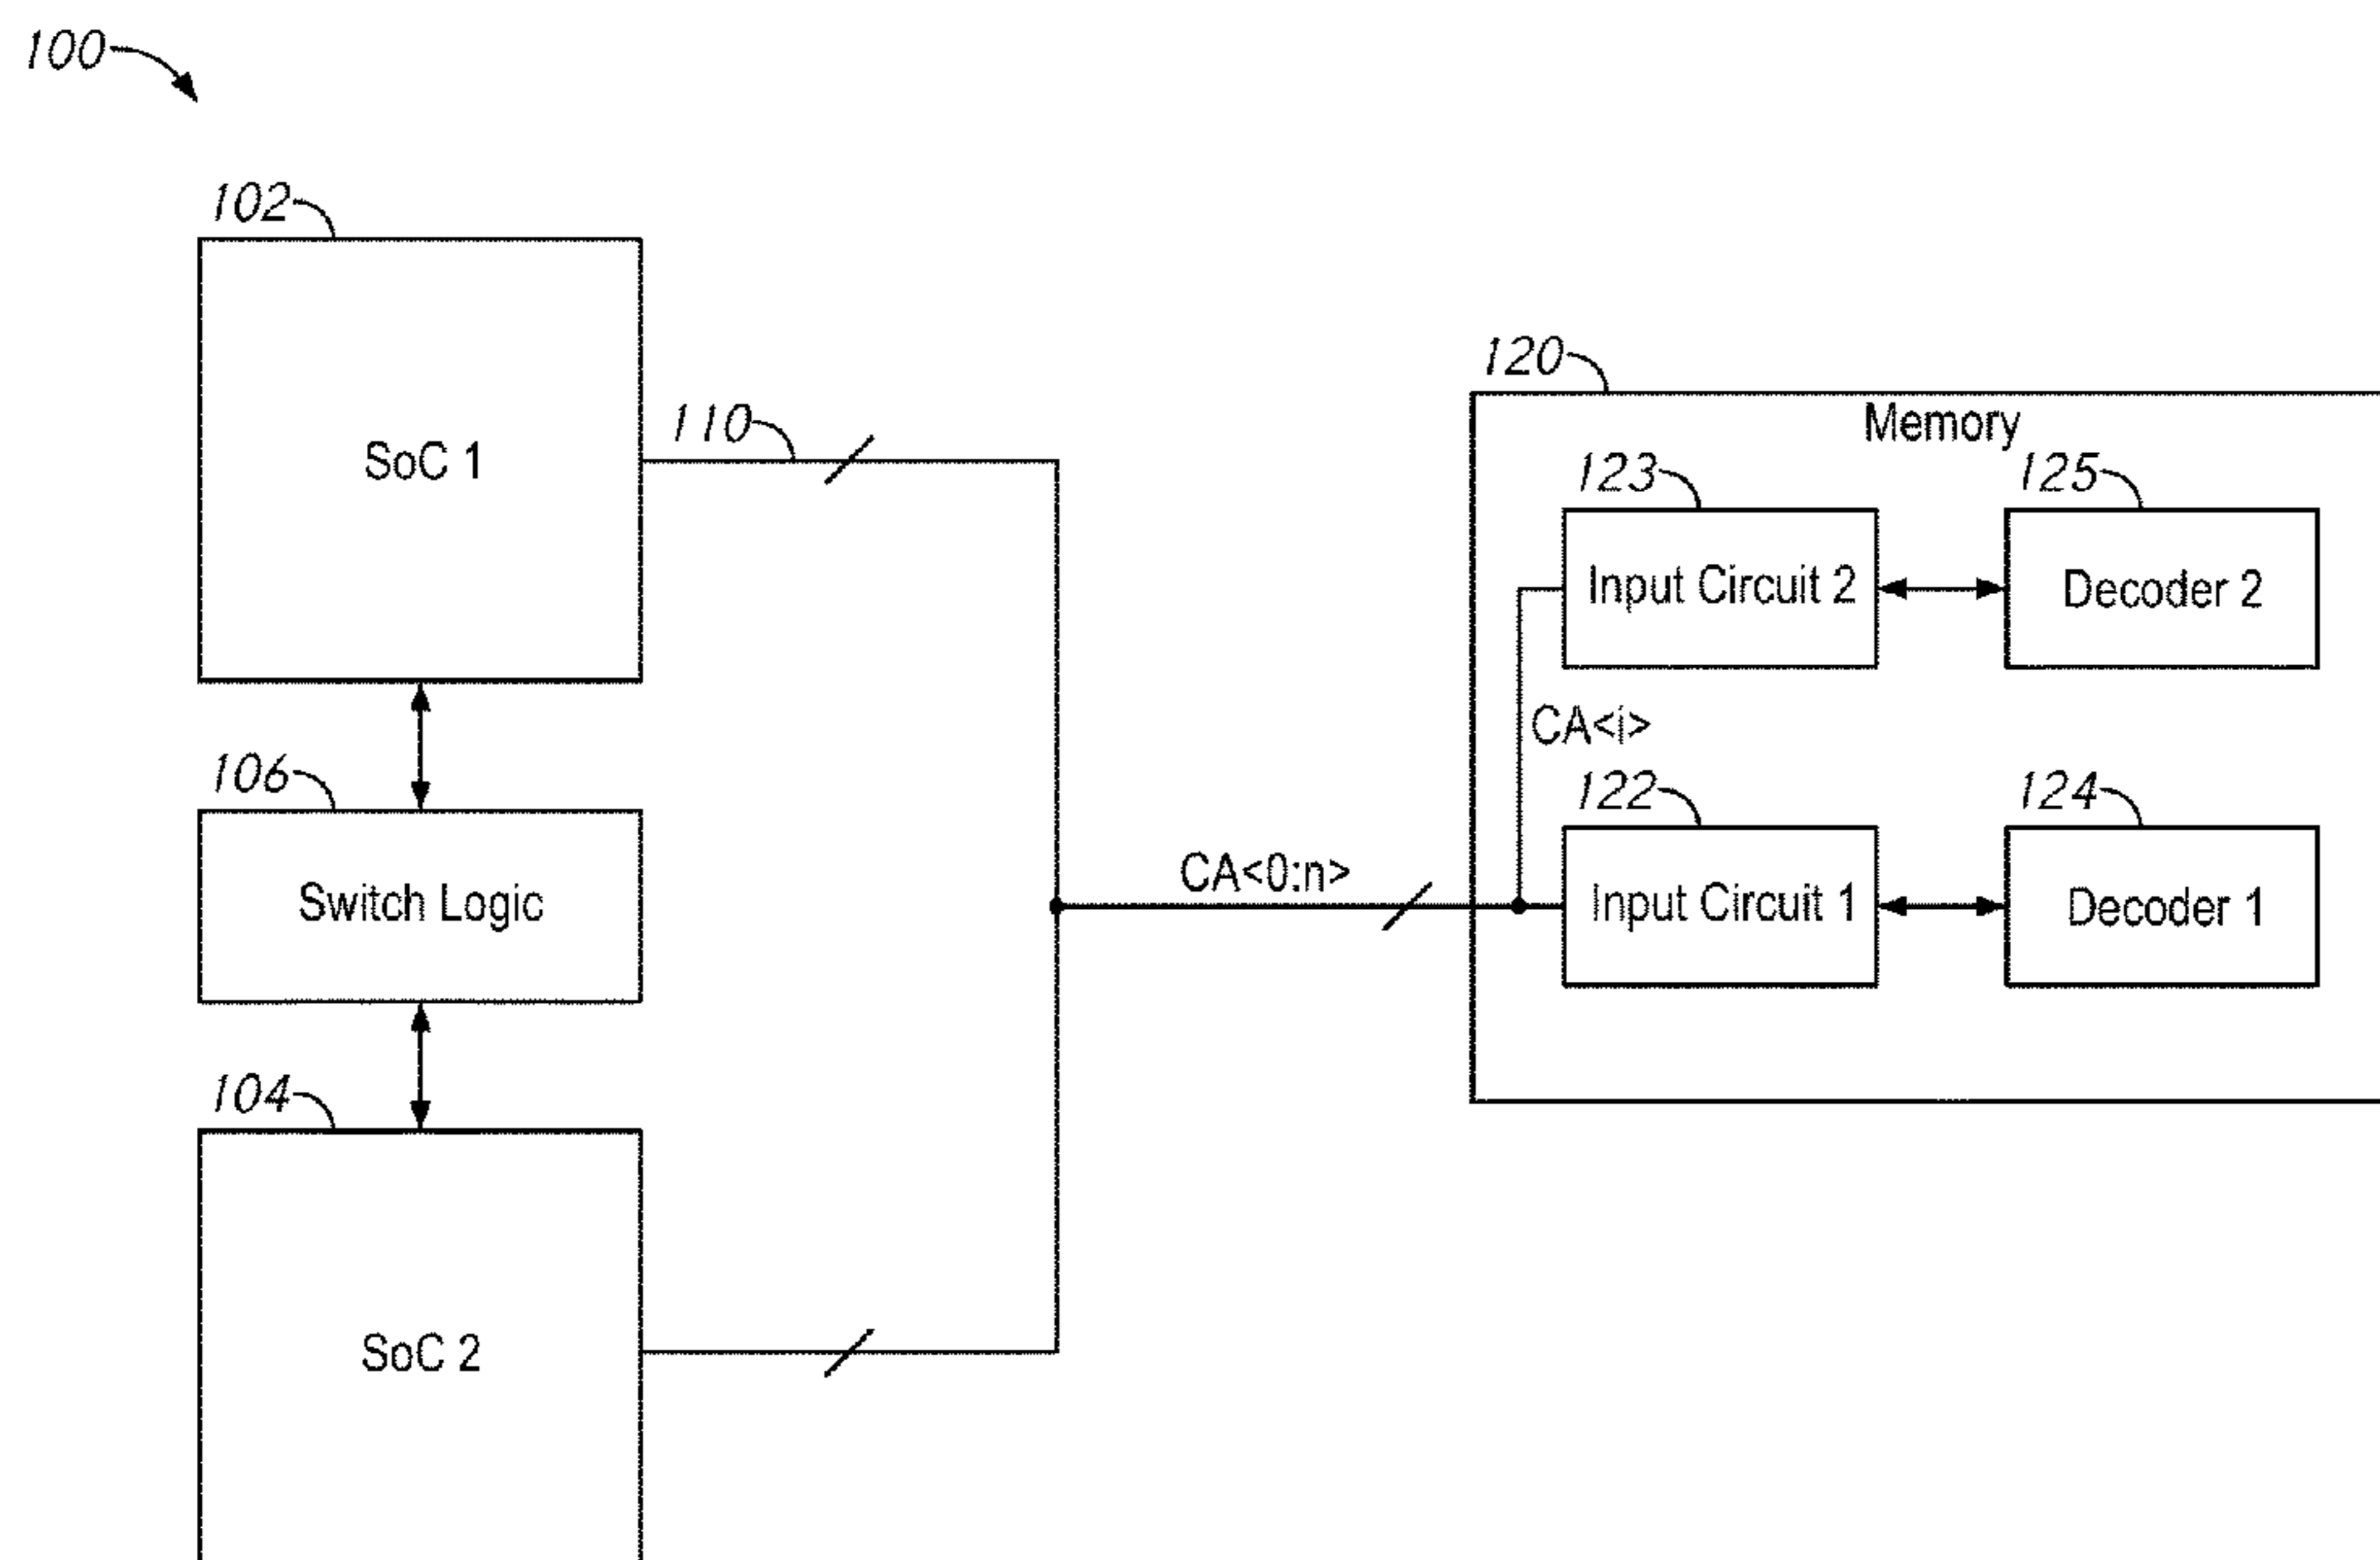 100
102
SoC 1
110
106
Switch Logic
104
SoC 2
CA<0:n>
120
Memory
123
Input Circuit 2
125
Decoder 2
CA<i>
122
Input Circuit 1
124
Decoder 1